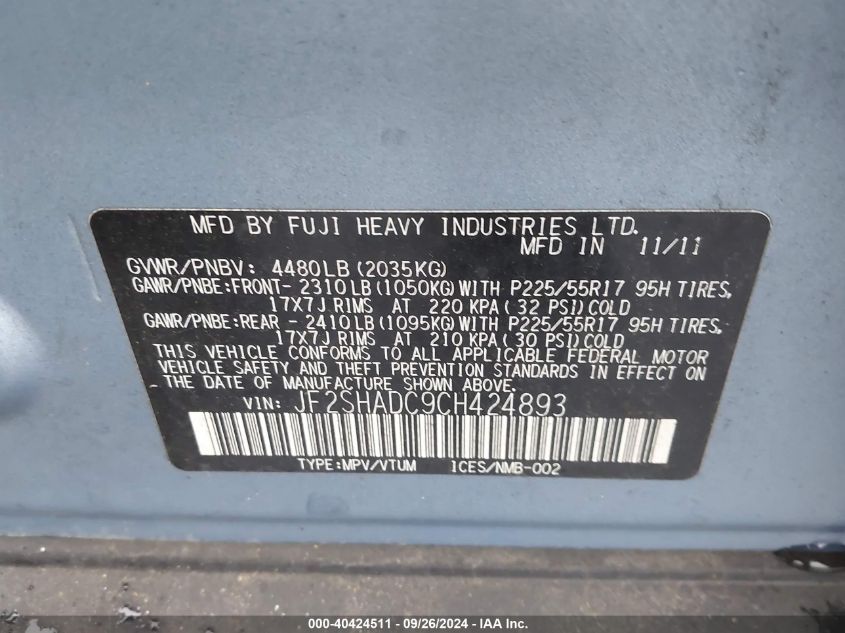 MFD BY FUJI HEAVY INDUSTRIES LTD.
MFD IN 11/11
GVWR/PNBV: 4480LB (2035KG)
GAWR/PNBE:FRONT- 2310LB(1050KG)WITH P225/55R17 95H TIRES,
17X7J RIMS AT 220 KPA( 32 PSI)COLD
GAWR/PNBE:REAR - 2410LB(1095KG)WITH P225/55R17 95H TIRES,
17X7J RIMS AT 210 KPA( 30 PSI)COLD
THIS VEHICLE CONFORMS TO ALL APPLICABLE FEDERAL MOTOR
VEHICLE SAFETY AND THEFT PREVENTION STANDARDS IN EFFECT ON
THE DATE OF MANUFACTURE SHOWN ABOVE.
VIN: JF2SHADC9CH424893
TYPE:MPV/VTUM ICES/NMB-002
000-40424511 - 09/26/2024 - IAAI Inc.